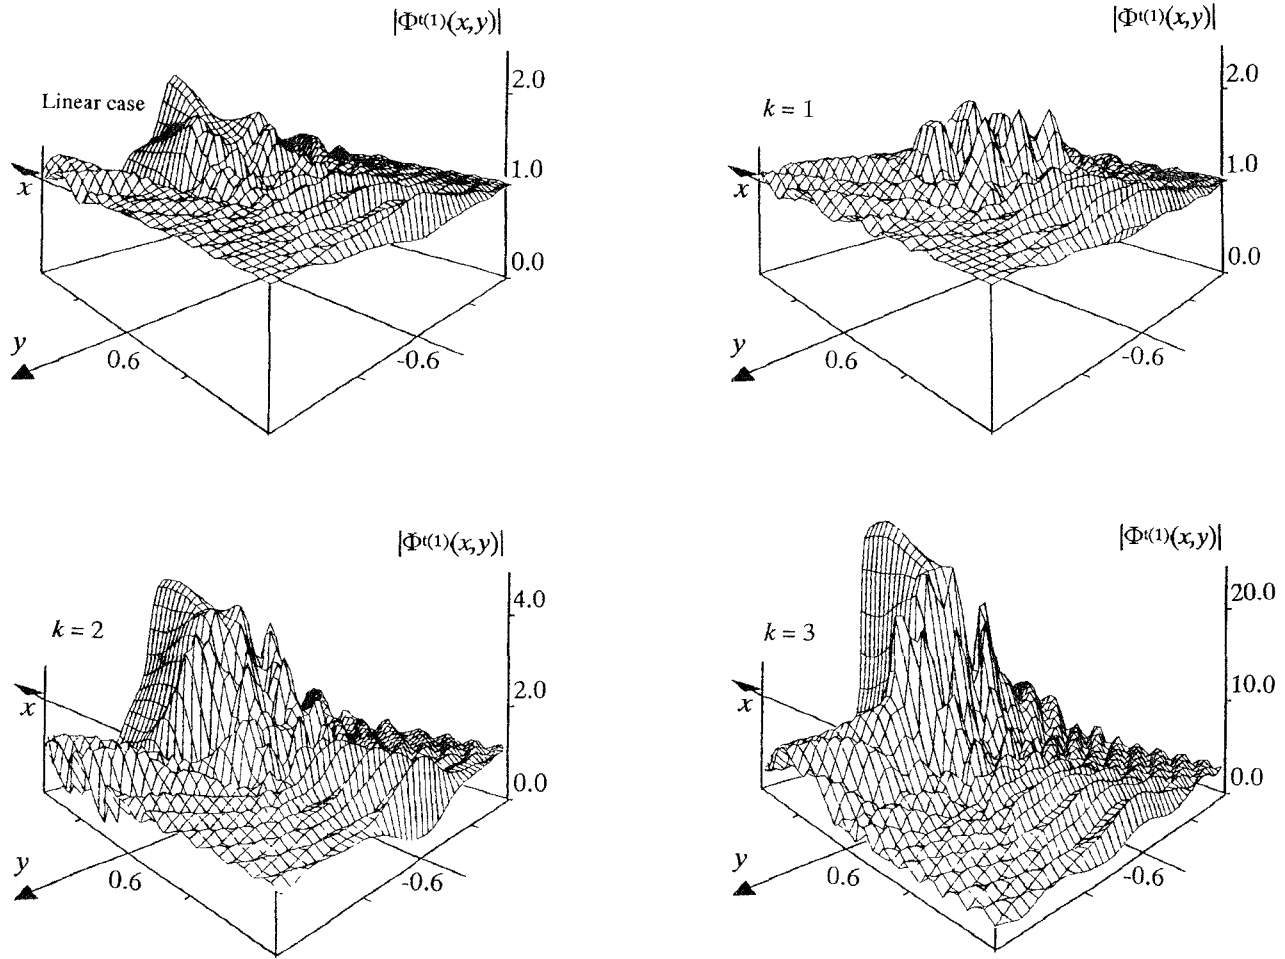 |Φᵗ⁽¹⁾(x,y)|
2.0
Linear case
1.0
x
0.0
y
0.6
-0.6
|Φᵗ⁽¹⁾(x,y)|
2.0
k = 1
1.0
x
0.0
y
0.6
-0.6
|Φᵗ⁽¹⁾(x,y)|
4.0
k = 2
2.0
x
0.0
y
0.6
-0.6
|Φᵗ⁽¹⁾(x,y)|
20.0
k = 3
10.0
x
0.0
y
0.6
-0.6